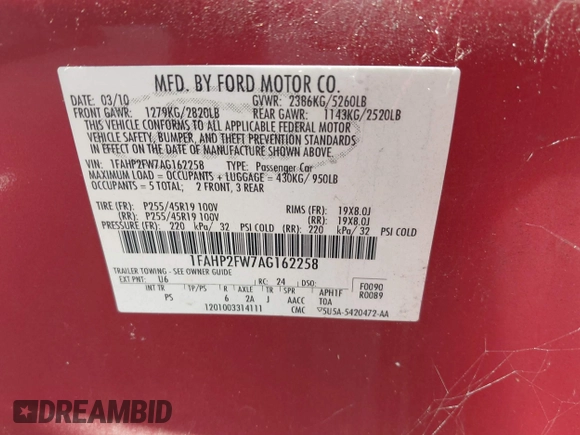 MFD. BY FORD MOTOR CO.
03/10 GVWR: 2386KG/5260LB
FRONT GAWR: 1279KG/2820LB REAR GAWR: 1143KG/2520LB
THIS VEHICLE CONFORMS TO ALL APPLICABLE FEDERAL MOTOR
VEHICLE SAFETY, BUMPER, AND THEFT PREVENTION STANDARDS
IN EFFECT ON THE DATE OF MANUFACTURE SHOWN ABOVE.
VIN: 1FAHP2FW7AG162258 TYPE: Passenger Car
MAXIMUM LOAD = OCCUPANTS + LUGGAGE = 430KG/ 950LB
OCCUPANTS = 5 TOTAL; 2 FRONT, 3 REAR
TIRE (FR): P255/45R19 100V RIMS (FR): 19X8.0J
(RR): P255/45R19 100V (RR): 19X8.0J
PRESSURE (FR): 220 kPa/ 32 PSI COLD (RR): 220 kPa/ 32 PSI COLD
1FAHP2FW7AG162258
TRAILER TOWING - SEE OWNER GUIDE
EXT PNT: U6 RC: 24 DSO: F0090
INT TR TP/PS R AXLE TR SPR APH1F R0089
PS 6 2A J AACC TOA
1201003314111 CMC 5U5A-5420472-AA
DREAMBID